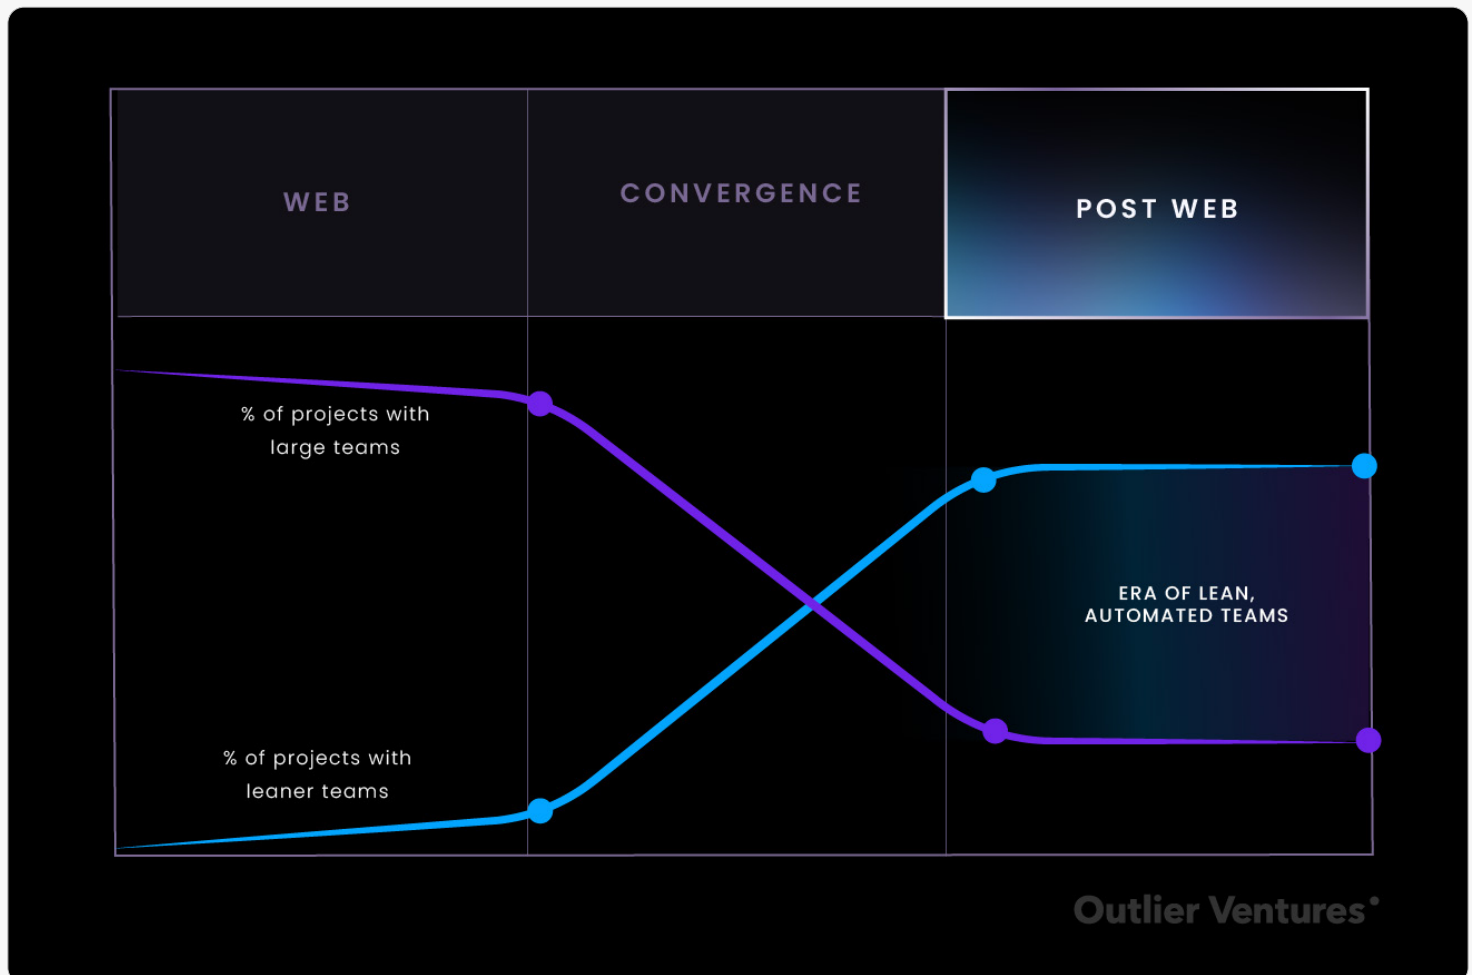 WEB
CONVERGENCE
POST WEB
% of projects with
large teams
ERA OF LEAN,
AUTOMATED TEAMS
% of projects with
leaner teams
Outlier Ventures